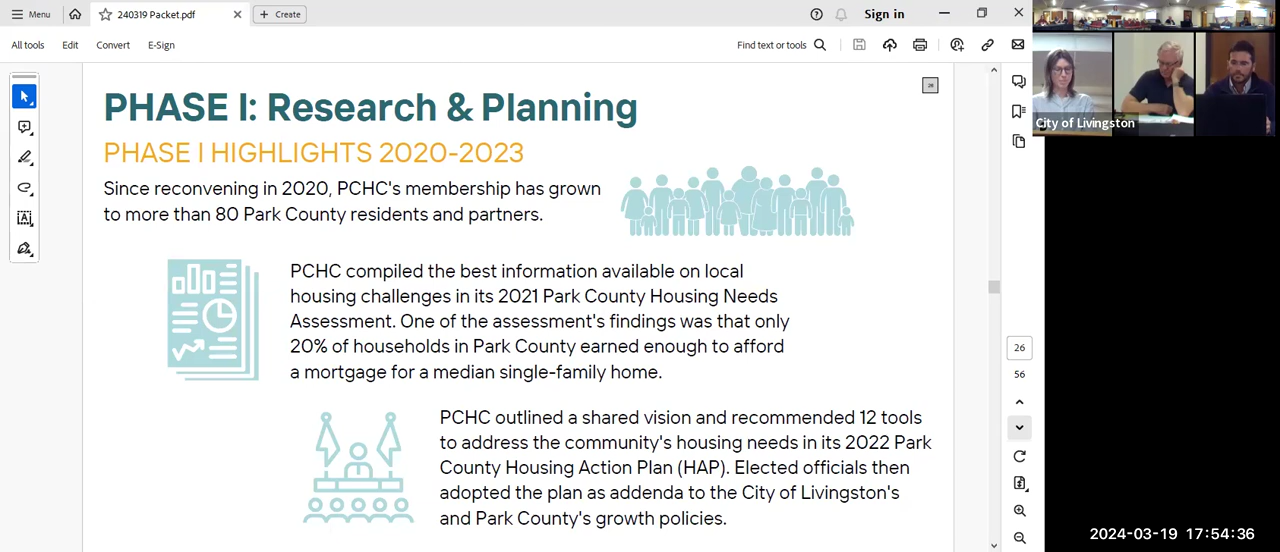 Menu
240319 Packet.pdf
Create
Sign in
All tools
Edit
Convert
E-Sign
Find text or tools
26
PHASE I: Research & Planning
PHASE I HIGHLIGHTS 2020-2023
Since reconvening in 2020, PCHC's membership has grown
to more than 80 Park County residents and partners.
PCHC compiled the best information available on local
housing challenges in its 2021 Park County Housing Needs
Assessment. One of the assessment's findings was that only
20% of households in Park County earned enough to afford
a mortgage for a median single-family home.
PCHC outlined a shared vision and recommended 12 tools
to address the community's housing needs in its 2022 Park
County Housing Action Plan (HAP). Elected officials then
adopted the plan as addenda to the City of Livingston's
and Park County's growth policies.
26
56
City of Livingston
2024-03-19 17:54:36